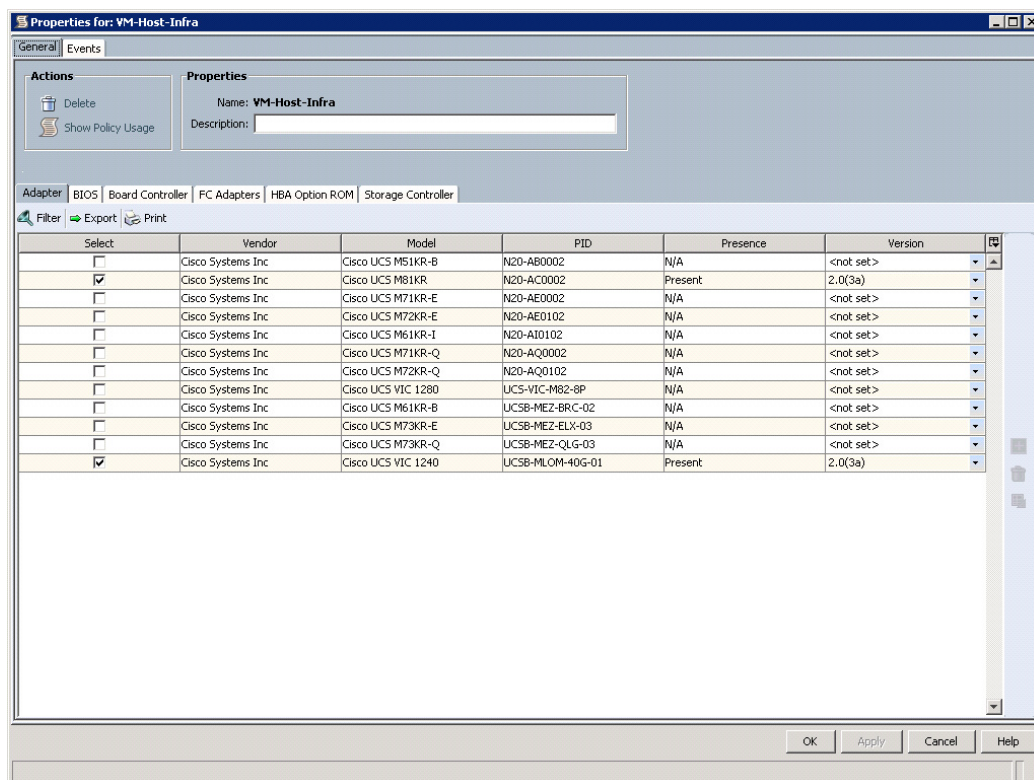 Properties for: VM-Host-Infra
General Events
Actions
Delete
Show Policy Usage
Properties
Name: VM-Host-Infra
Description:
Adapter BIOS Board Controller FC Adapters HBA Option ROM Storage Controller
Filter Export Print
Select Vendor Model PID Presence Version
Cisco Systems Inc Cisco UCS M51KR-B N20-AB0002 N/A <not set>
Cisco Systems Inc Cisco UCS M81KR N20-AC0002 Present 2.0(3a)
Cisco Systems Inc Cisco UCS M71KR-E N20-AE0002 N/A <not set>
Cisco Systems Inc Cisco UCS M72KR-E N20-AE0102 N/A <not set>
Cisco Systems Inc Cisco UCS M61KR-I N20-AI0102 N/A <not set>
Cisco Systems Inc Cisco UCS M71KR-Q N20-AQ0002 N/A <not set>
Cisco Systems Inc Cisco UCS M72KR-Q N20-AQ0102 N/A <not set>
Cisco Systems Inc Cisco UCS VIC 1280 UCS-VIC-M82-8P N/A <not set>
Cisco Systems Inc Cisco UCS M61KR-B UCSB-MEZ-BRC-02 N/A <not set>
Cisco Systems Inc Cisco UCS M73KR-E UCSB-MEZ-ELX-03 N/A <not set>
Cisco Systems Inc Cisco UCS M73KR-Q UCSB-MEZ-QLG-03 N/A <not set>
Cisco Systems Inc Cisco UCS VIC 1240 UCSB-MLOM-40G-01 Present 2.0(3a)
OK Apply Cancel Help